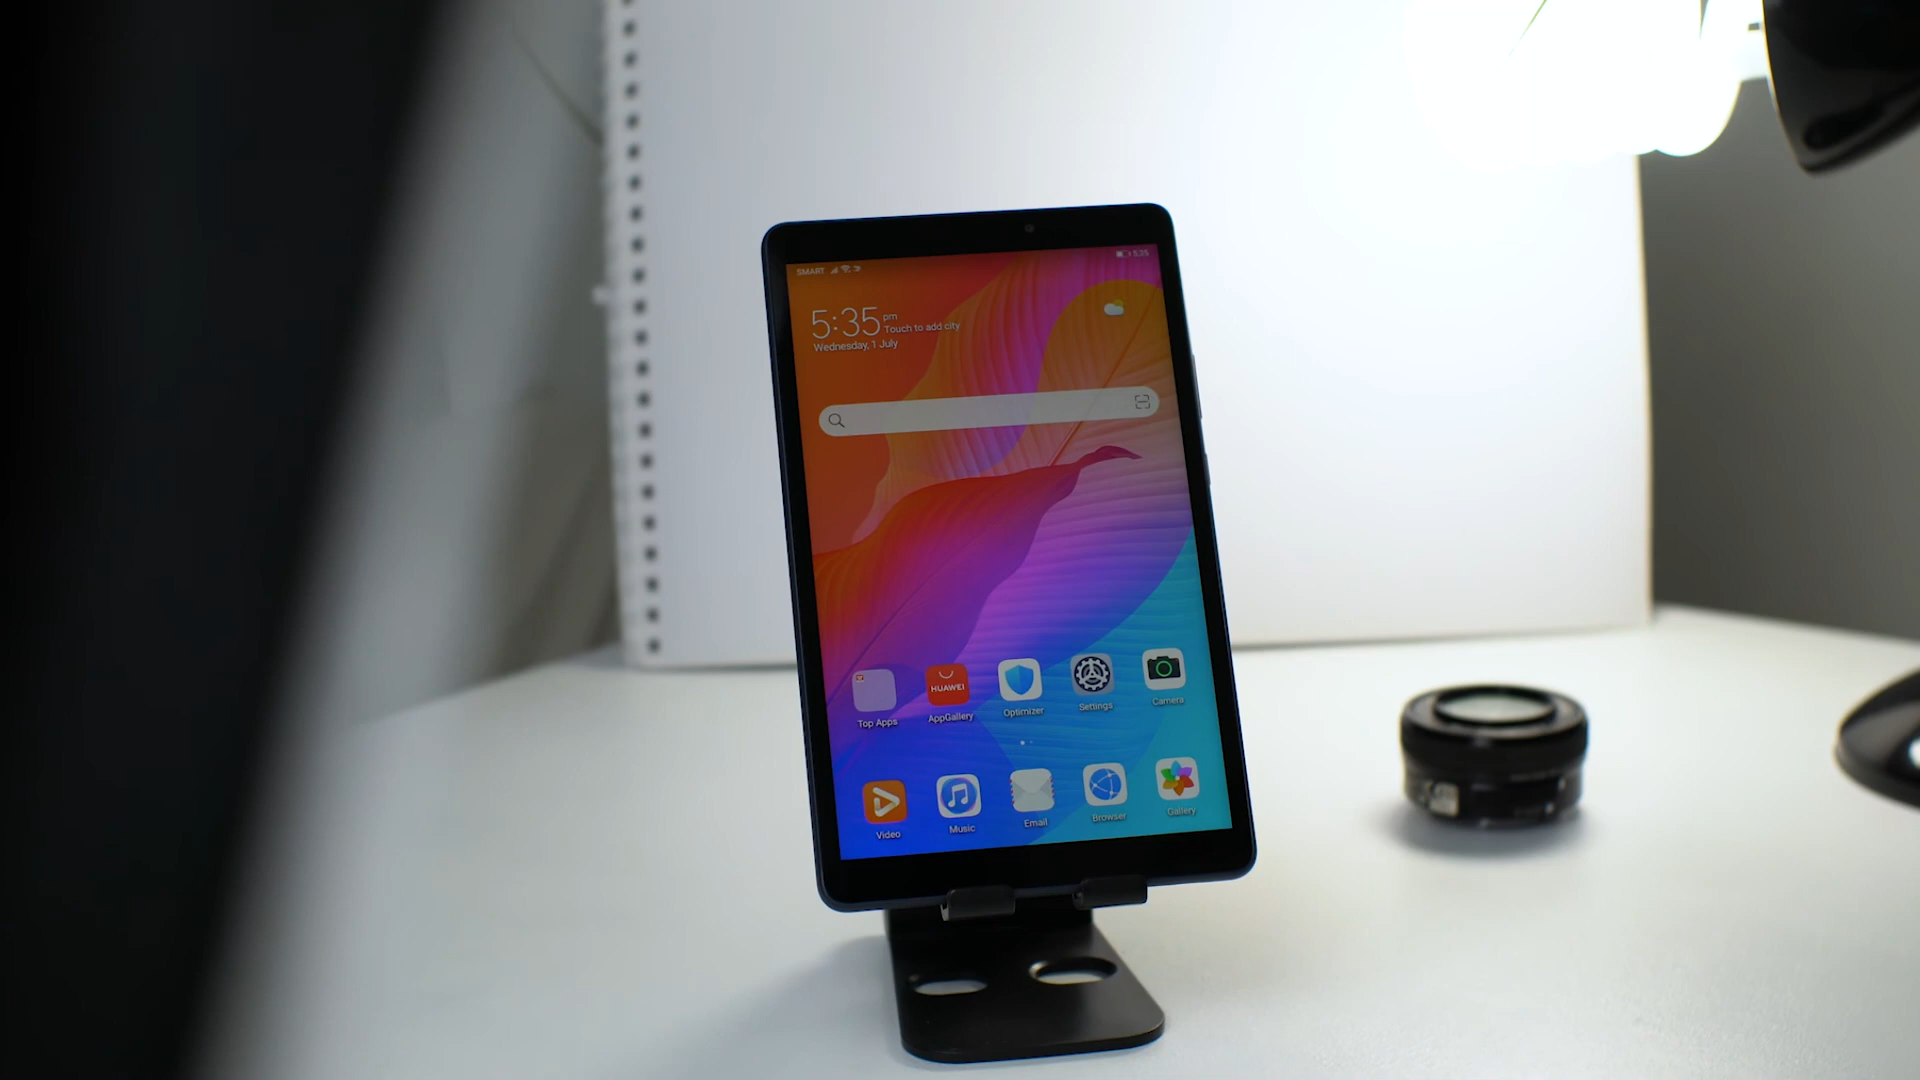 SMART
535
5:35 pm
Touch to add city
Wednesday, 1 July
HUAWEI
Top Apps
AppGallery
Optimizer
Settings
Camera
Video
Music
Email
Browser
Gallery